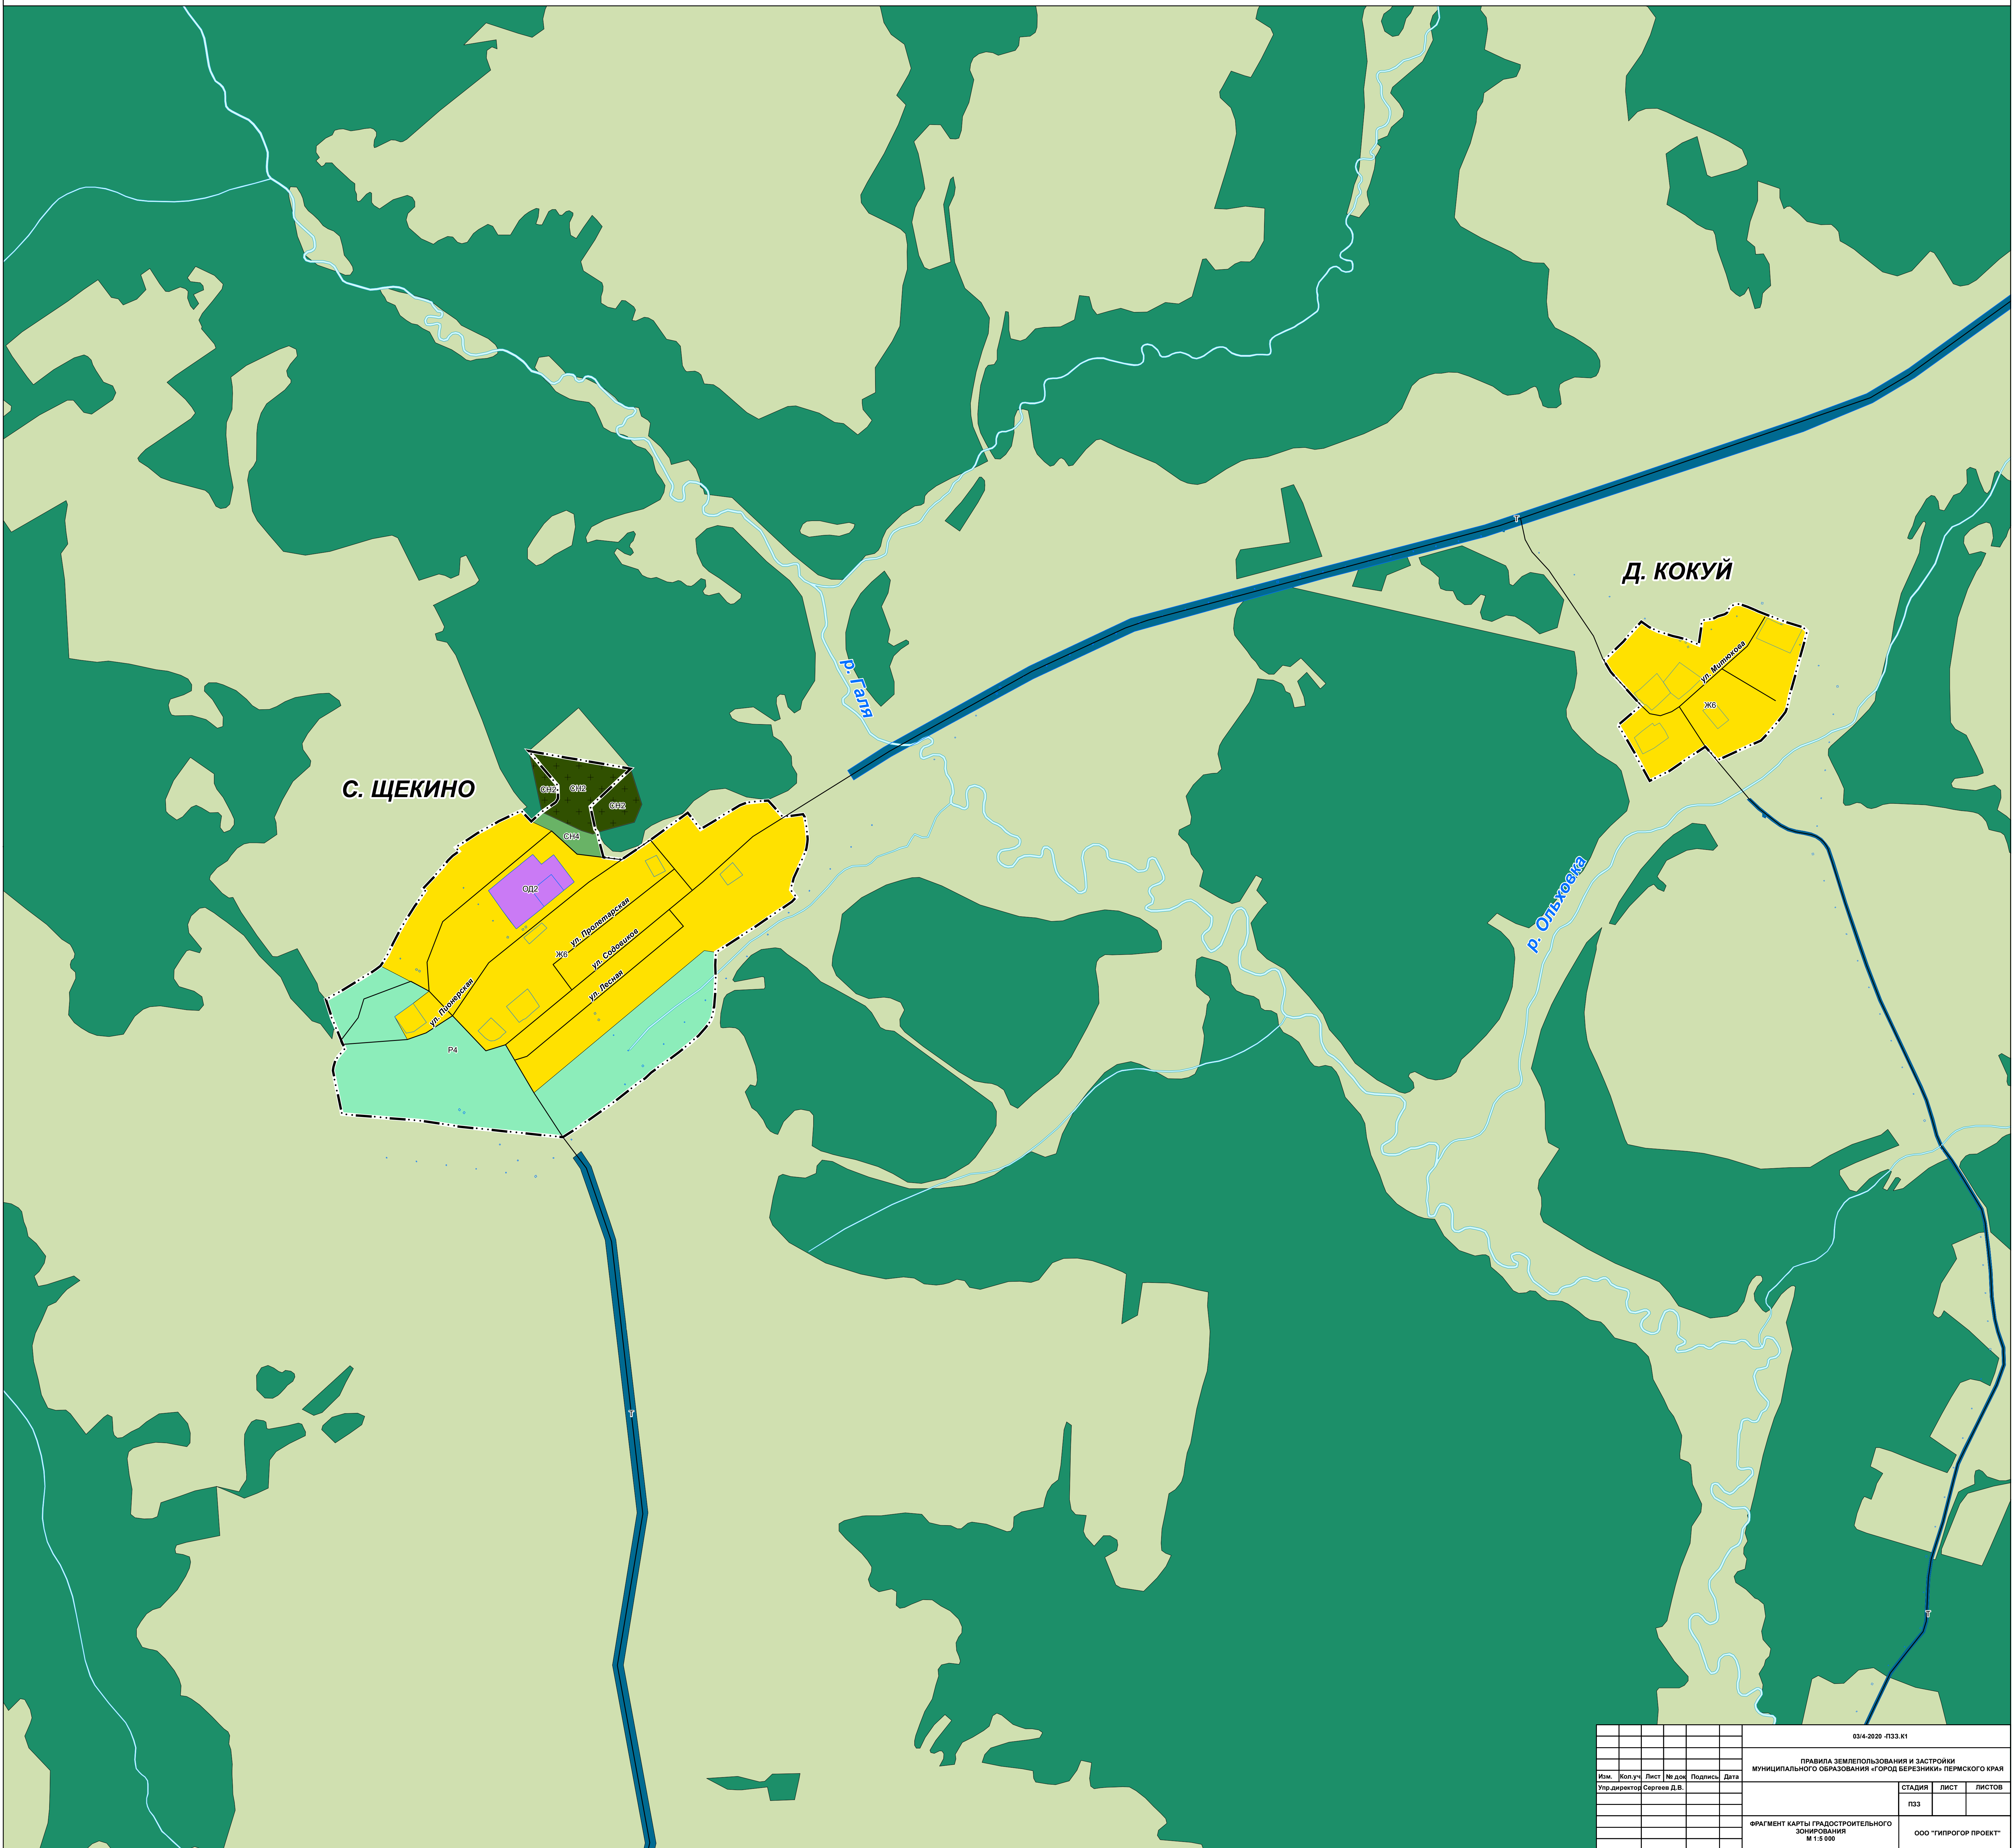 Т
Д. КОКУЙ
ул. Митюкова
Ж6
р. Галя
С. ЩЕКИНО
СН2
СН2
СН2
СН4
ОД2
ул. Пролетарская
Ж6
ул. Содовиков
ул. Лесная
ул. Пионерская
Р4
р. Ольховка
Т
Т
03/4-2020 -ПЗЗ.К1
ПРАВИЛА ЗЕМЛЕПОЛЬЗОВАНИЯ И ЗАСТРОЙКИ
МУНИЦИПАЛЬНОГО ОБРАЗОВАНИЯ «ГОРОД БЕРЕЗНИКИ» ПЕРМСКОГО КРАЯ
Изм. Кол.уч Лист № док Подпись Дата
Упр.директор Сергеев Д.В.
СТАДИЯ ЛИСТ ЛИСТОВ
ПЗЗ
ФРАГМЕНТ КАРТЫ ГРАДОСТРОИТЕЛЬНОГО
ЗОНИРОВАНИЯ
М 1:5 000
ООО "ГИПРОГОР ПРОЕКТ"